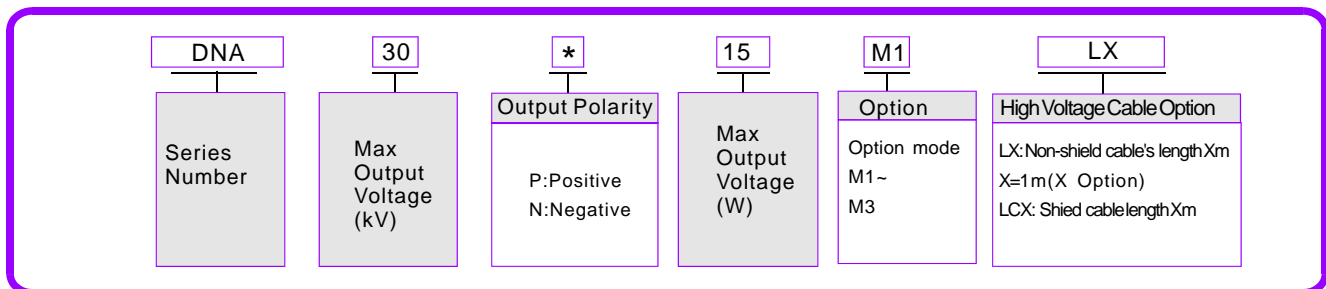 DNA
30
*
15
M1
LX
Series
Number
Max
Output
Voltage
(kV)
Output Polarity
P:Positive
N:Negative
Max
Output
Voltage
(W)
Option
Option mode
M1~
M3
High Voltage Cable Option
LX: Non-shield cable's length Xm
X=1m(X Option)
LCX: Shied cable length Xm